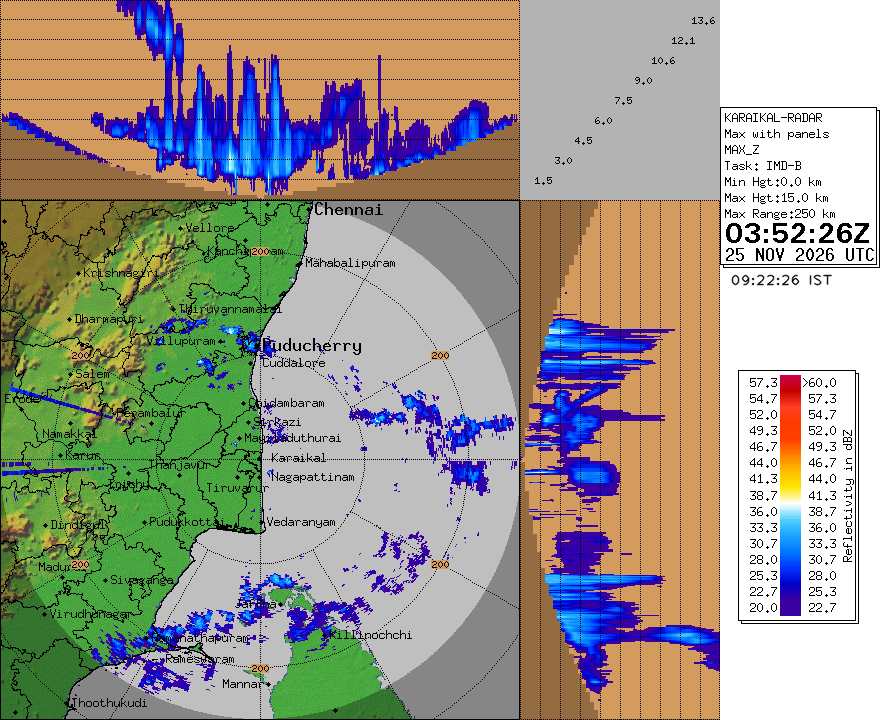 13.6
12.1
10.6
9.0
7.5
6.0
4.5
3.0
1.5
KARAIKAL-RADAR
Max with panels
MAX_Z
Task: IMD-B
Min Hgt:0.0 km
Max Hgt:15.0 km
Max Range:250 km
03:52:26Z
25 NOV 2026 UTC
09:22:26 IST
Chennai
Vellore
200
Mahabalipuram
Krishnagiri
Thiruvannamalai
Dharmapuri
Villupuram
Puducherry
200
200
Cuddalore
Salem
Erode
Chidambaram
Perambalur
Sirkazi
Namakkal
Mayiladuthurai
Karur
Karaikal
Thanjavur
Nagapattinam
Tiruvarur
Dindigul
Pudukkottai
Vedaranyam
200
200
Madur
Sivaganga
Jaffna
Virudhunagar
Ramanathapuram
Killinochchi
Rameswaram
200
Mannar
Thoothukudi
57.3 >60.0
54.7 57.3
52.0 54.7
49.3 52.0
46.7 49.3
44.0 46.7
41.3 44.0
38.7 41.3
36.0 38.7
33.3 36.0
30.7 33.3
28.0 30.7
25.3 28.0
22.7 25.3
20.0 22.7
Reflectivity in dBZ